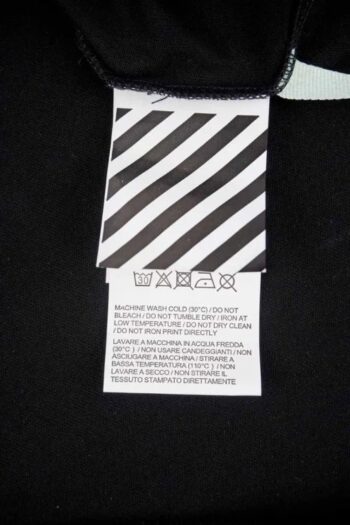 30
MACHINE WASH COLD (30°C) / DO NOT
BLEACH / DO NOT TUMBLE DRY / IRON AT
LOW TEMPERATURE / DO NOT DRY CLEAN
/ DO NOT IRON PRINT DIRECTLY
LAVARE A MACCHINA IN ACQUA FREDDA
(30°C) / NON USARE CANDEGGIANTI / NON
ASCIUGARE A MACCHINA / STIRARE A
BASSA TEMPERATURA (110°C) / NON
LAVARE A SECCO / NON STIRARE IL
TESSUTO STAMPATO DIRETTAMENTE